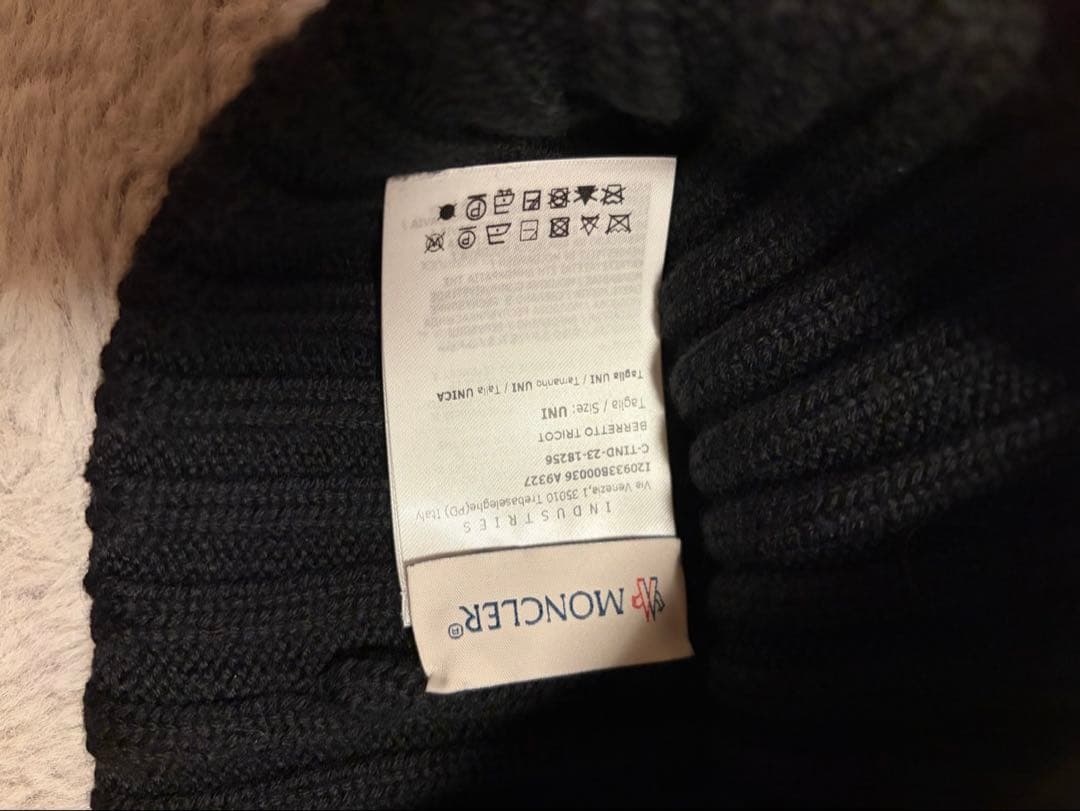 MONCLER®
INDUSTRIES
Via Venezia,1 35010 Trebaseleghe(PD) Italy
I20933B00036 A9327
C-TIND-23-18256
BERRETTO TRICOT
Taglia / Size: UNI
Taglia UNI / Tamanho UNI / Talla UNICA